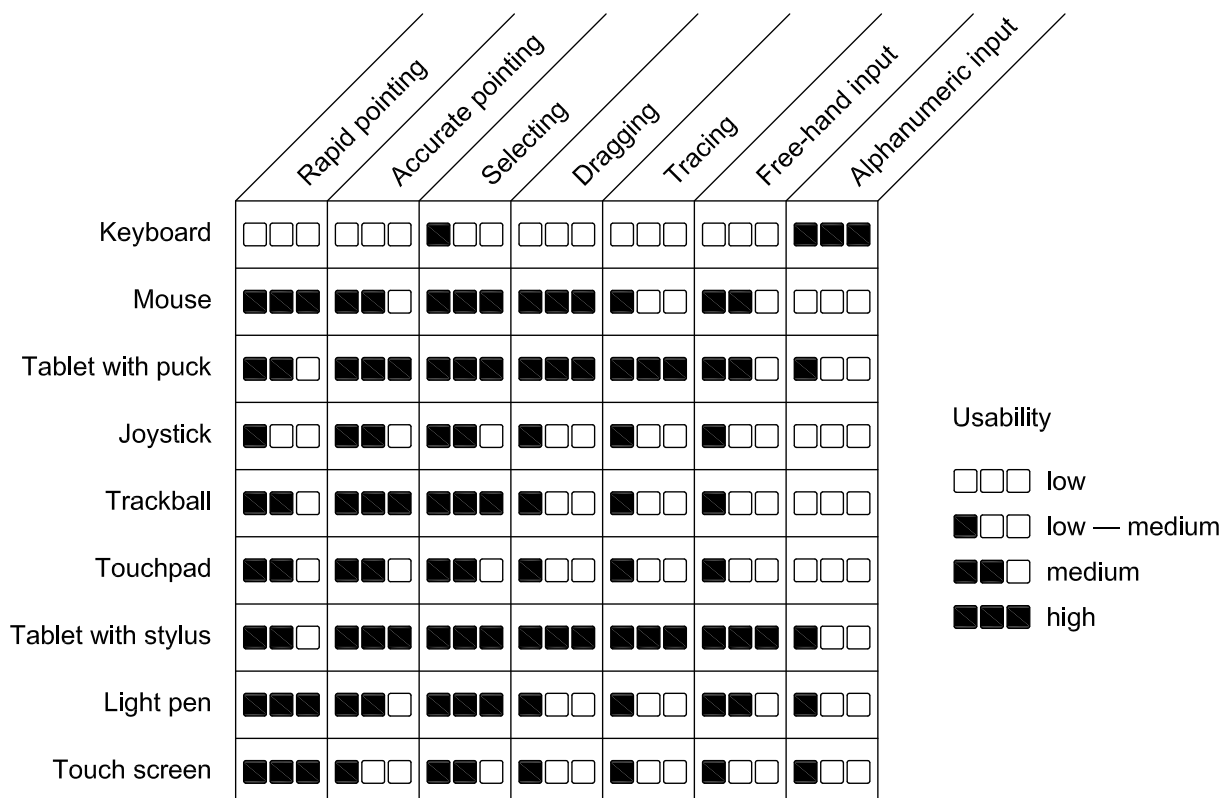 Rapid pointing
Accurate pointing
Selecting
Dragging
Tracing
Free-hand input
Alphanumeric input
Keyboard
Mouse
Tablet with puck
Joystick
Trackball
Touchpad
Tablet with stylus
Light pen
Touch screen
Usability
low
low — medium
medium
high